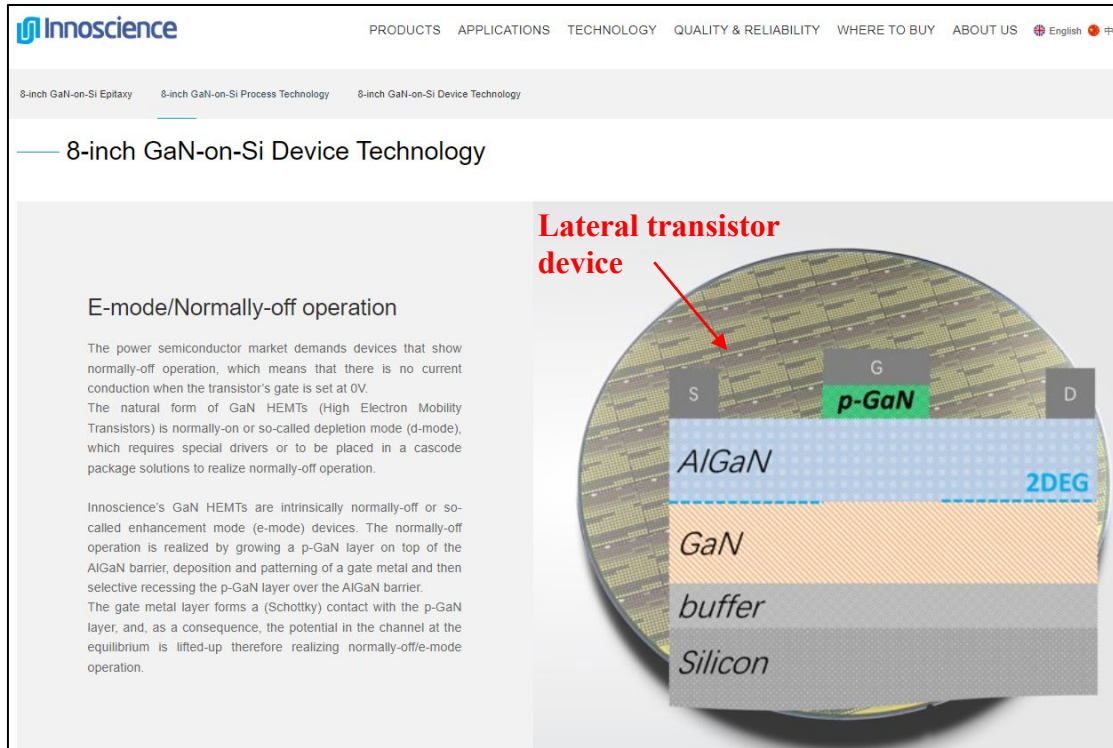 Innoscience
PRODUCTS APPLICATIONS TECHNOLOGY QUALITY & RELIABILITY WHERE TO BUY ABOUT US English 中
8-inch GaN-on-Si Epitaxy 8-inch GaN-on-Si Process Technology 8-inch GaN-on-Si Device Technology
8-inch GaN-on-Si Device Technology
E-mode/Normally-off operation
The power semiconductor market demands devices that show
normally-off operation, which means that there is no current
conduction when the transistor's gate is set at 0V.
The natural form of GaN HEMTs (High Electron Mobility
Transistors) is normally-on or so-called depletion mode (d-mode),
which requires special drivers or to be placed in a cascode
package solutions to realize normally-off operation.
Innoscience's GaN HEMTs are intrinsically normally-off or so-
called enhancement mode (e-mode) devices. The normally-off
operation is realized by growing a p-GaN layer on top of the
AlGaN barrier, deposition and patterning of a gate metal and then
selective recessing the p-GaN layer over the AlGaN barrier.
The gate metal layer forms a (Schottky) contact with the p-GaN
layer, and, as a consequence, the potential in the channel at the
equilibrium is lifted-up therefore realizing normally-off/e-mode
operation.
Lateral transistor
device
G
S
p-GaN
D
AlGaN
2DEG
GaN
buffer
Silicon